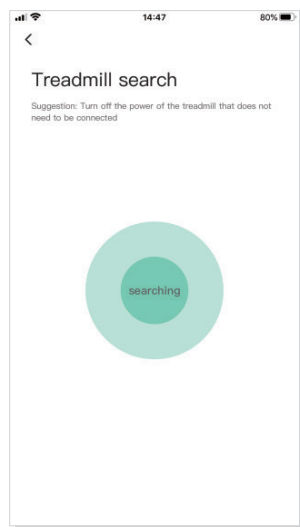 14:47 80%
Treadmill search
Suggestion: Turn off the power of the treadmill that does not
need to be connected
searching